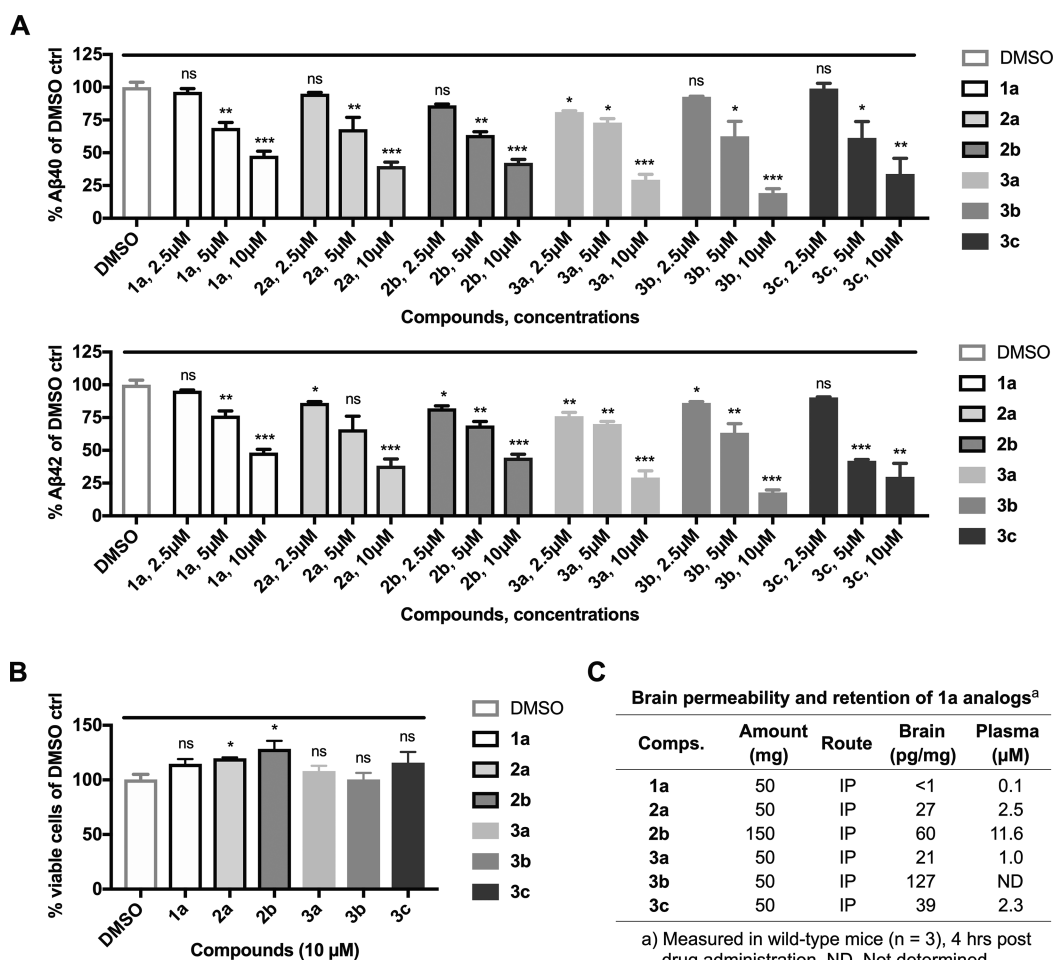 A
% Aβ40 of DMSO ctrl
125
100
75
50
25
0
ns
**
***
ns
**
***
ns
**
***
*
*
***
ns
*
***
ns
*
**
DMSO
1a, 2.5µM
1a, 5µM
1a, 10µM
2a, 2.5µM
2a, 5µM
2a, 10µM
2b, 2.5µM
2b, 5µM
2b, 10µM
3a, 2.5µM
3a, 5µM
3a, 10µM
3b, 2.5µM
3b, 5µM
3b, 10µM
3c, 2.5µM
3c, 5µM
3c, 10µM
Compounds, concentrations
DMSO
1a
2a
2b
3a
3b
3c
% Aβ42 of DMSO ctrl
125
100
75
50
25
0
ns
**
***
*
ns
***
*
**
***
**
**
***
*
**
***
ns
***
**
DMSO
1a, 2.5µM
1a, 5µM
1a, 10µM
2a, 2.5µM
2a, 5µM
2a, 10µM
2b, 2.5µM
2b, 5µM
2b, 10µM
3a, 2.5µM
3a, 5µM
3a, 10µM
3b, 2.5µM
3b, 5µM
3b, 10µM
3c, 2.5µM
3c, 5µM
3c, 10µM
Compounds, concentrations
DMSO
1a
2a
2b
3a
3b
3c
B
% viable cells of DMSO ctrl
150
100
50
0
ns
*
*
ns
ns
ns
DMSO
1a
2a
2b
3a
3b
3c
Compounds (10 µM)
DMSO
1a
2a
2b
3a
3b
3c
C
Brain permeability and retention of 1a analogsᵃ
Comps. Amount (mg) Route Brain (pg/mg) Plasma (µM)
1a 50 IP <1 0.1
2a 50 IP 27 2.5
2b 150 IP 60 11.6
3a 50 IP 21 1.0
3b 50 IP 127 ND
3c 50 IP 39 2.3
a) Measured in wild-type mice (n = 3), 4 hrs post
drug administration. ND, Not determined